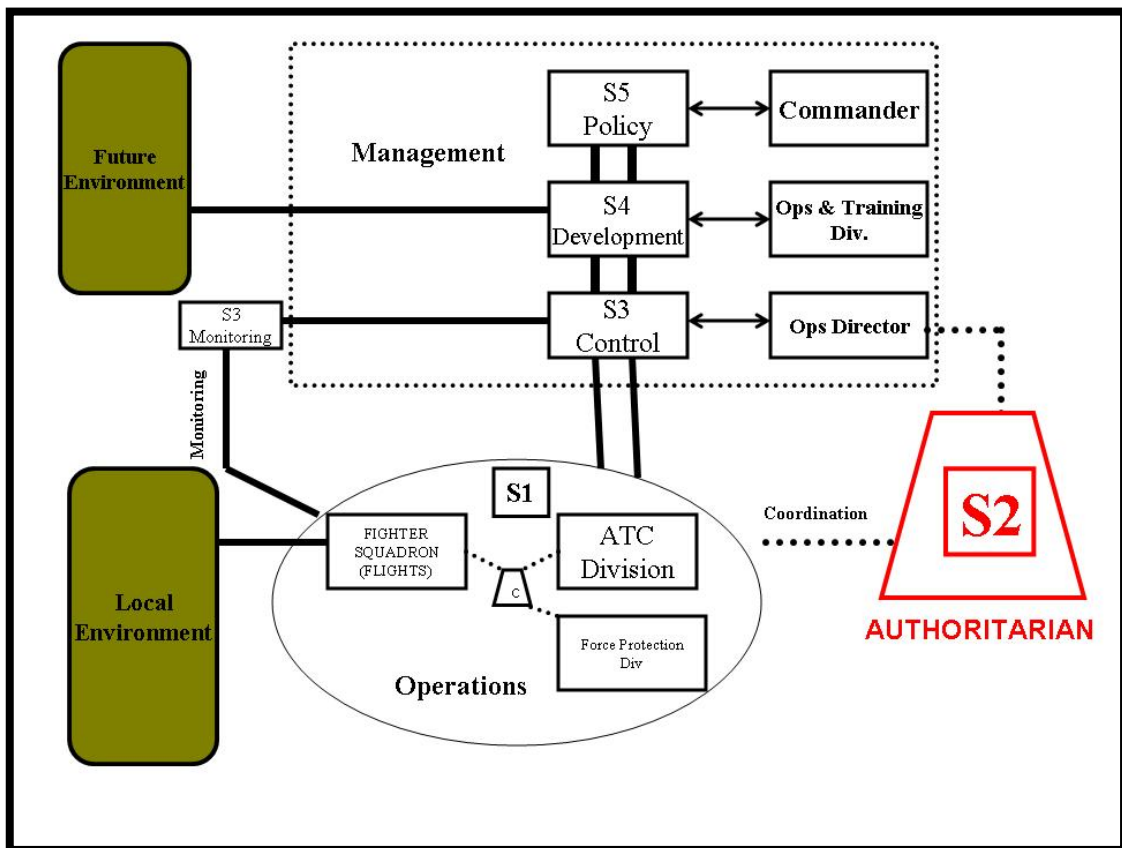 S5
Policy
Commander
Management
Future
Environment
S4
Development
Ops & Training
Div.
S3
Monitoring
S3
Control
Ops Director
Monitoring
S1
S2
Coordination
FIGHTER
SQUADRON
(FLIGHTS)
ATC
Division
C
Local
Environment
AUTHORITARIAN
Force Protection
Div
Operations